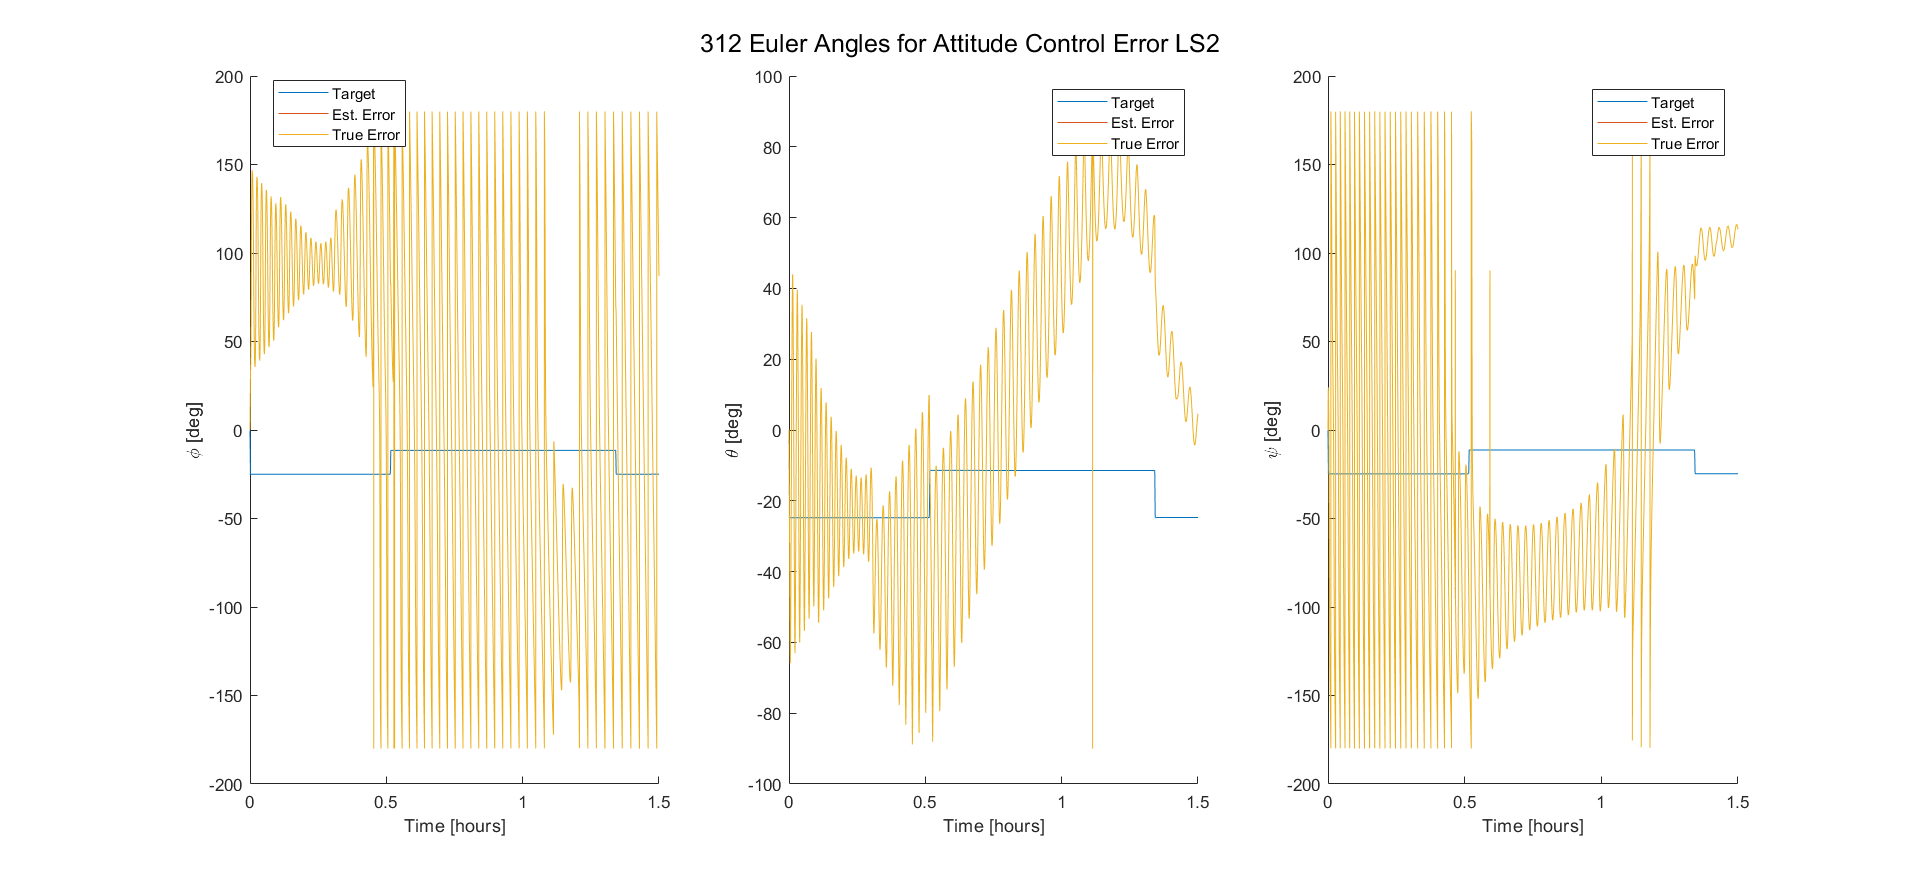 312 Euler Angles for Attitude Control Error LS2
200
150
100
50
0
-50
-100
-150
-200
0
0.5
1
1.5
Time [hours]
ϕ [deg]
Target
Est. Error
True Error
100
80
60
40
20
0
-20
-40
-60
-80
-100
0
0.5
1
1.5
Time [hours]
θ [deg]
Target
Est. Error
True Error
200
150
100
50
0
-50
-100
-150
-200
0
0.5
1
1.5
Time [hours]
ψ [deg]
Target
Est. Error
True Error